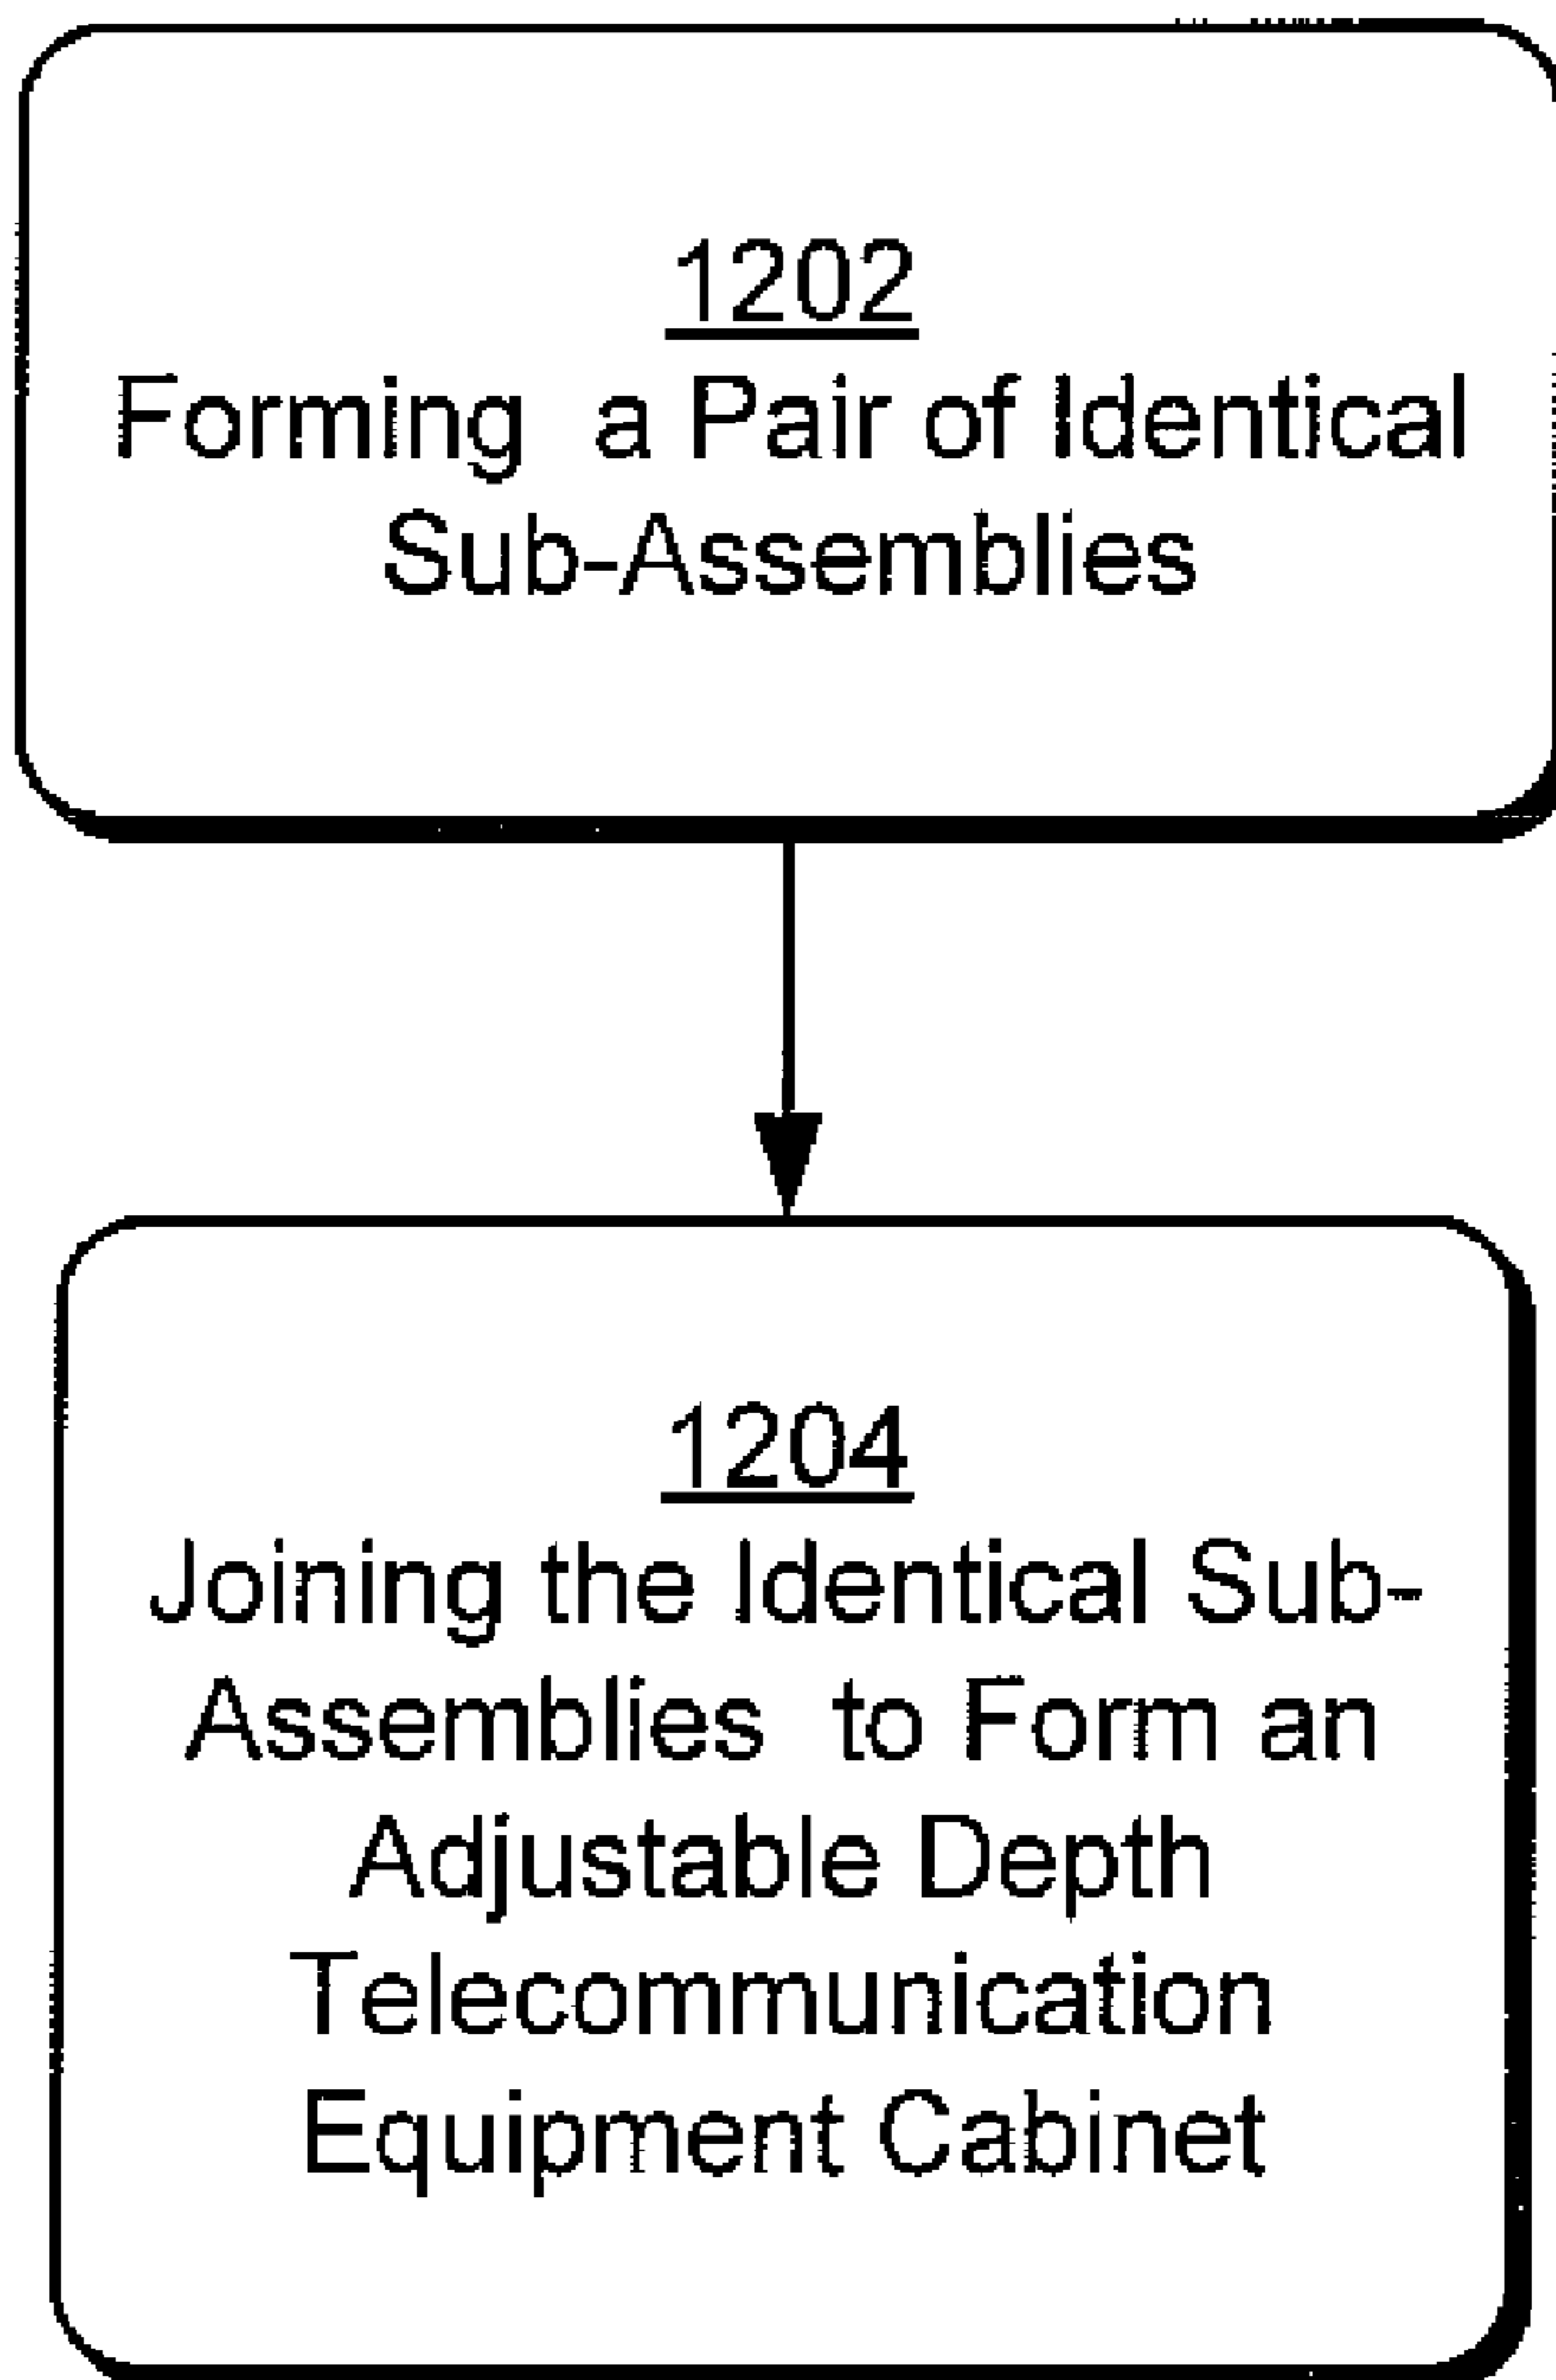 1202
Forming a Pair of Identical
Sub-Assemblies
1204
Joining the Identical Sub-
Assemblies to Form an
Adjustable Depth
Telecommunication
Equipment Cabinet